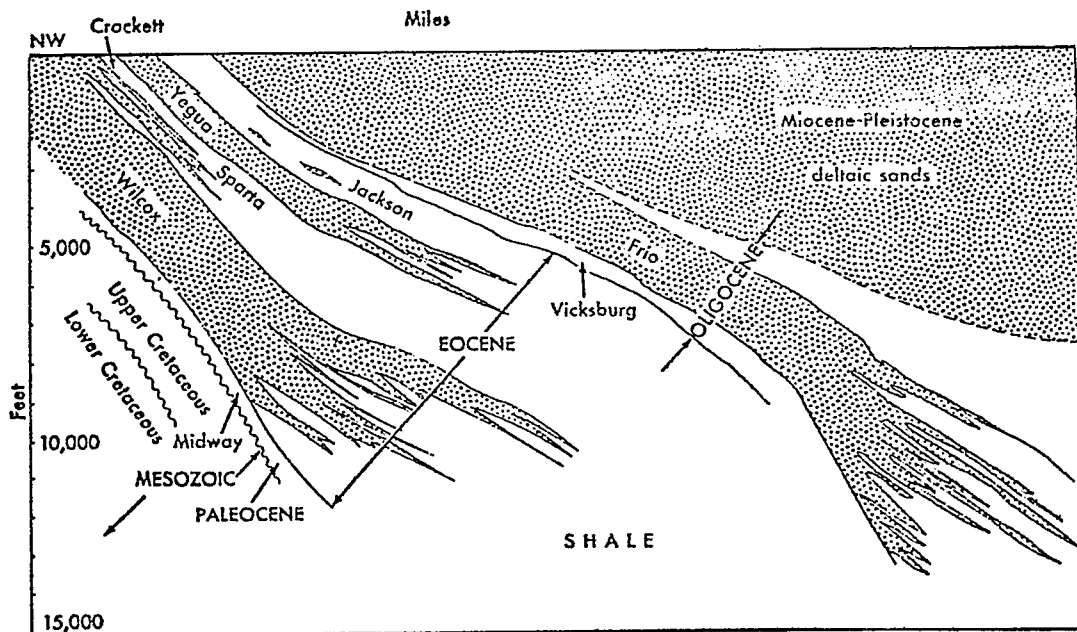 Miles
Crockett
NW
Yegua
Sparta
Jackson
Wilcox
Miocene-Pleistocene
deltaic sands
Frio
OLIGOCENE
Vicksburg
EOCENE
5,000
Upper Cretaceous
Lower Cretaceous
Feet
Midway
10,000
MESOZOIC
PALEOCENE
SHALE
15,000